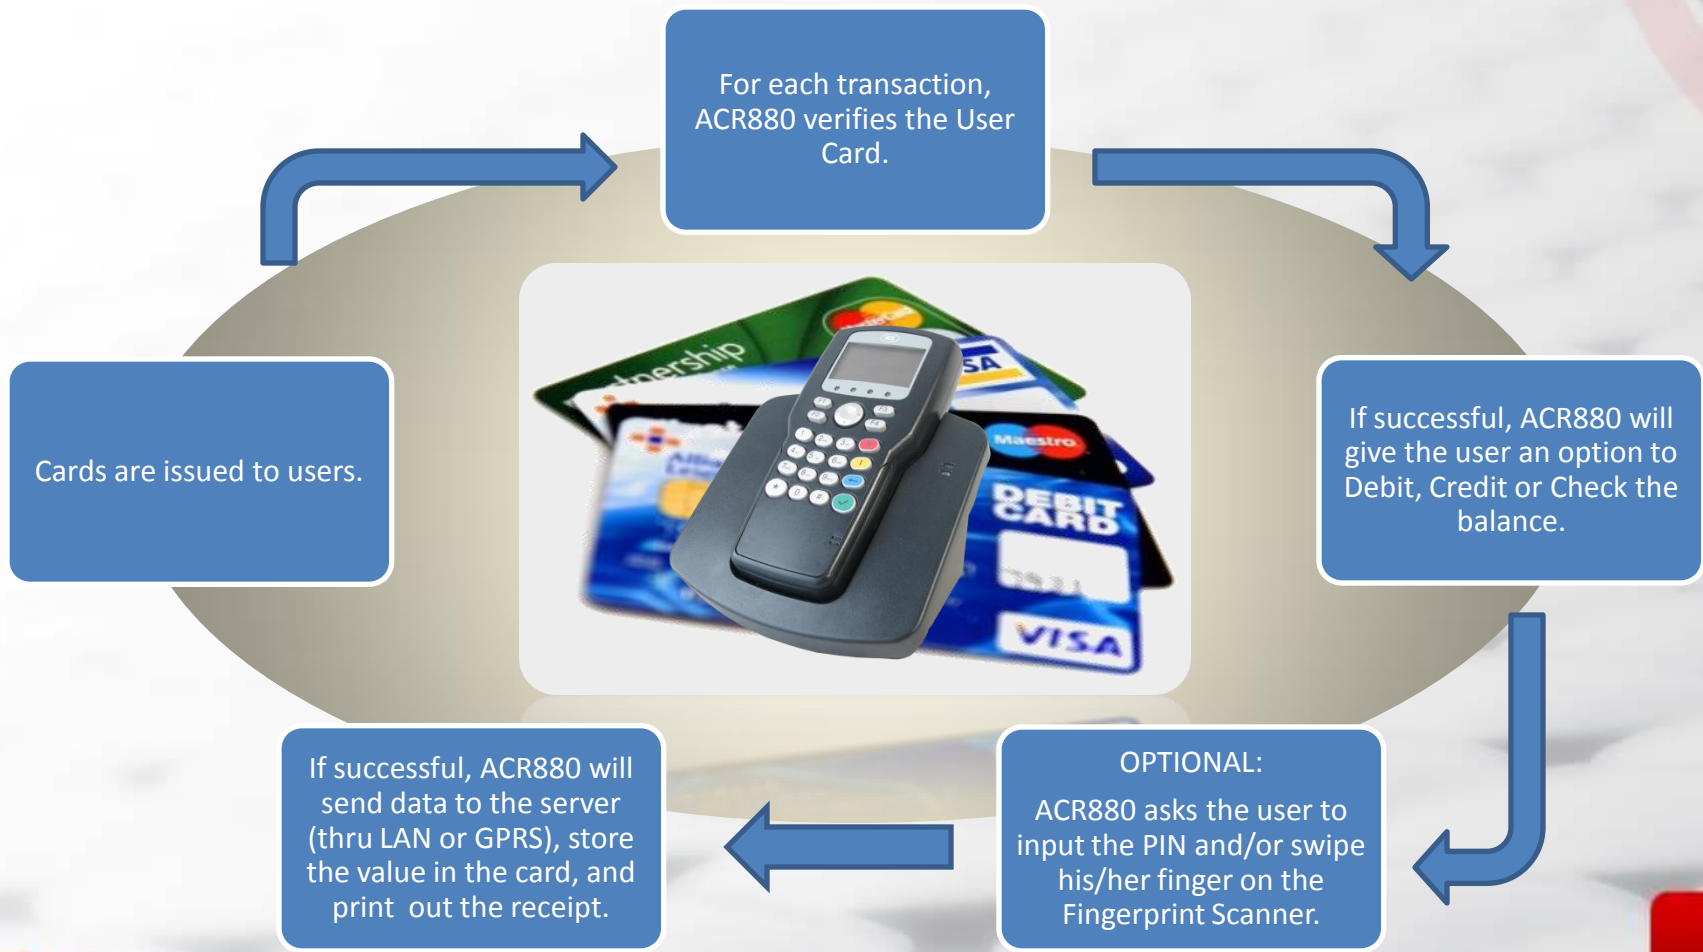 For each transaction,
ACR880 verifies the User
Card.
Cards are issued to users.
If successful, ACR880 will
give the user an option to
Debit, Credit or Check the
balance.
OPTIONAL:
ACR880 asks the user to
input the PIN and/or swipe
his/her finger on the
Fingerprint Scanner.
If successful, ACR880 will
send data to the server
(thru LAN or GPRS), store
the value in the card, and
print  out the receipt.
MasterCard
Maestro
DEBIT
CARD
VISA